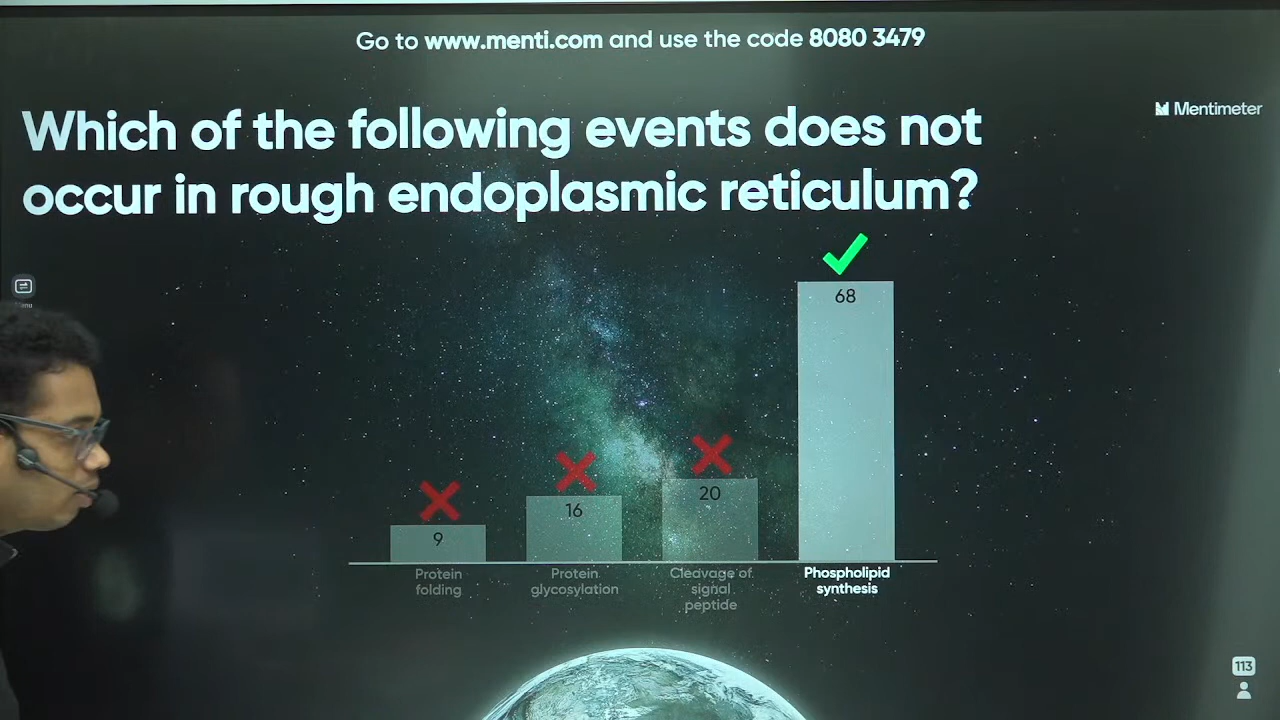 Go to www.menti.com and use the code 8080 3479
Mentimeter
Which of the following events does not
occur in rough endoplasmic reticulum?
68
20
16
9
Protein
folding
Protein
glycosylation
Cleavage of
signal
peptide
Phospholipid
synthesis
113